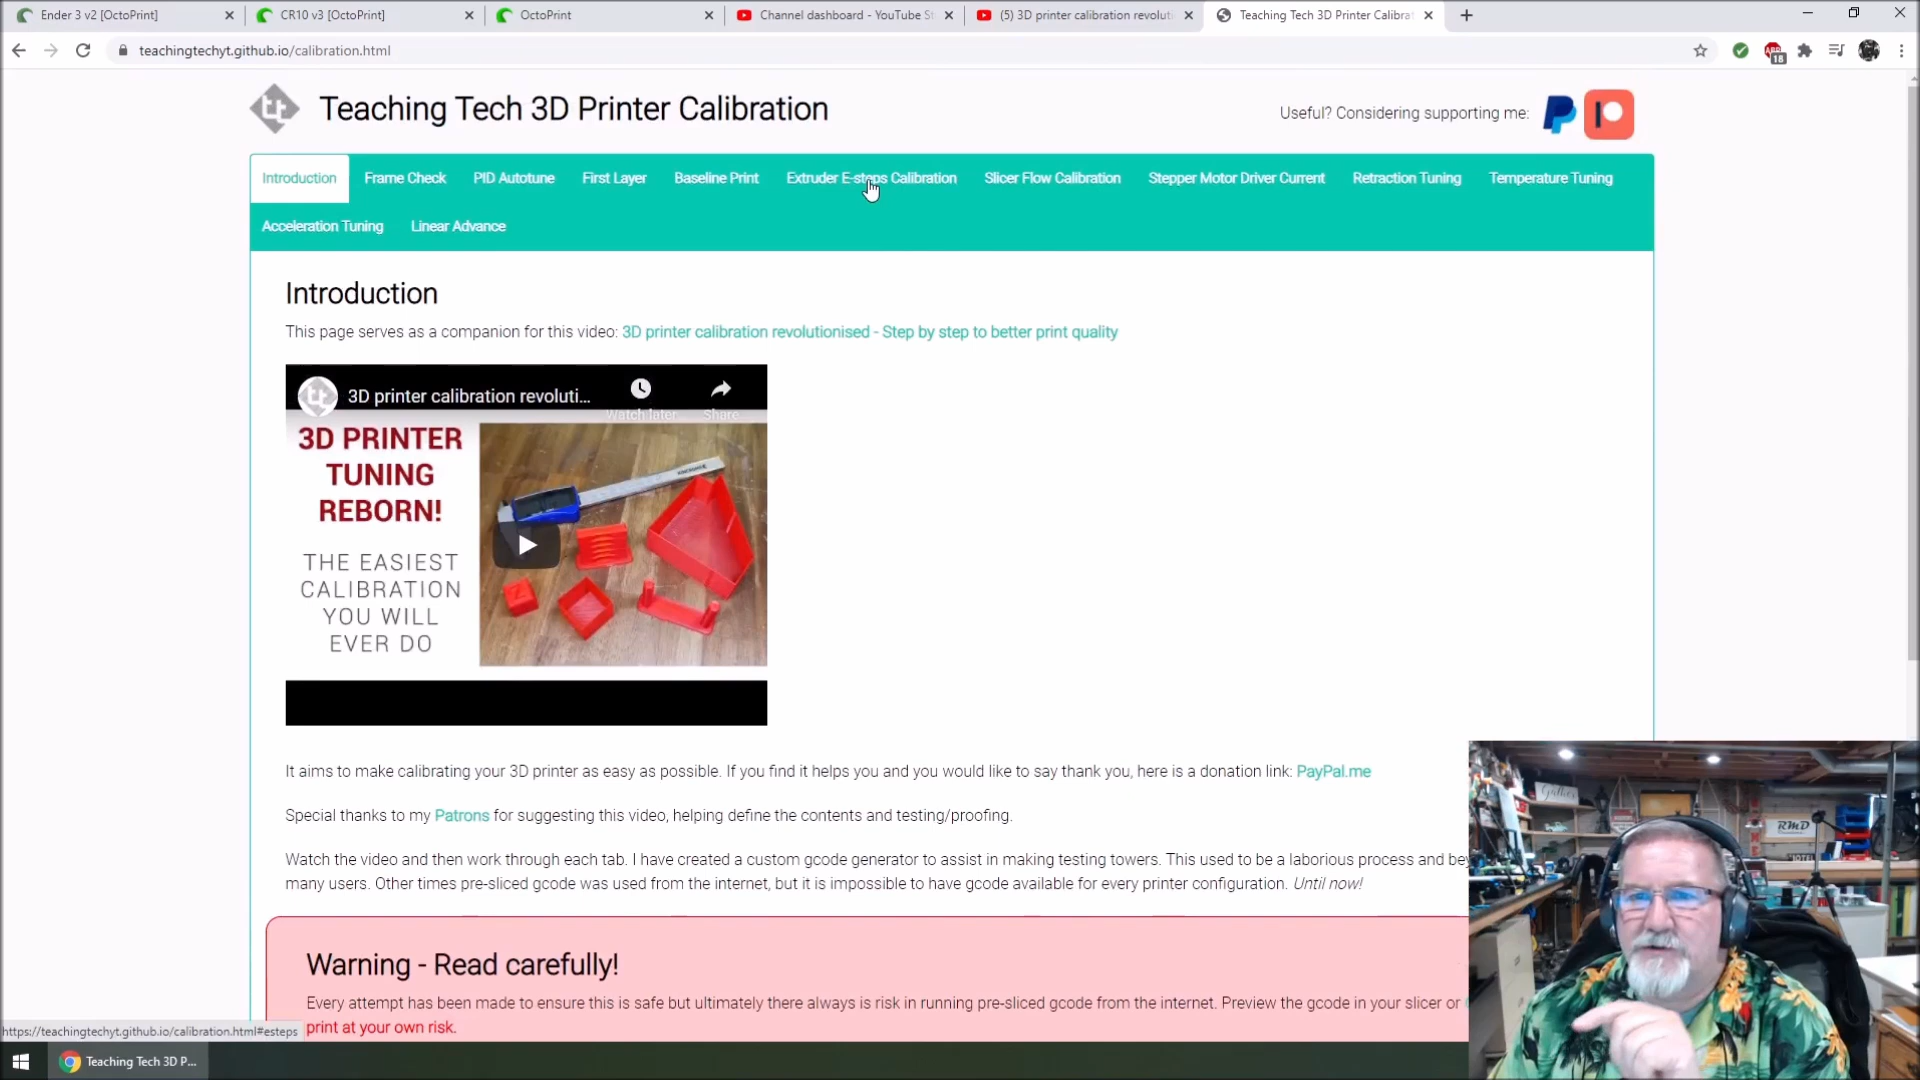 Ender 3 v2 [OctoPrint]
CR10 v3 [OctoPrint]
OctoPrint
Channel dashboard - YouTube St
(5) 3D printer calibration revoluti
Teaching Tech 3D Printer Calibrat
teachingtechyt.github.io/calibration.html
18
Teaching Tech 3D Printer Calibration
Useful? Considering supporting me:
Introduction
Frame Check
PID Autotune
First Layer
Baseline Print
Extruder E-steps Calibration
Slicer Flow Calibration
Stepper Motor Driver Current
Retraction Tuning
Temperature Tuning
Acceleration Tuning
Linear Advance
Introduction
This page serves as a companion for this video: 3D printer calibration revolutionised - Step by step to better print quality
3D printer calibration revoluti...
Watch later
Share
3D PRINTER
TUNING
REBORN!
THE EASIEST
CALIBRATION
YOU WILL
EVER DO
It aims to make calibrating your 3D printer as easy as possible. If you find it helps you and you would like to say thank you, here is a donation link: PayPal.me
Special thanks to my Patrons for suggesting this video, helping define the contents and testing/proofing.
Watch the video and then work through each tab. I have created a custom gcode generator to assist in making testing towers. This used to be a laborious process and bey
many users. Other times pre-sliced gcode was used from the internet, but it is impossible to have gcode available for every printer configuration. Until now!
Warning - Read carefully!
Every attempt has been made to ensure this is safe but ultimately there always is risk in running pre-sliced gcode from the internet. Preview the gcode in your slicer or
print at your own risk.
https://teachingtechyt.github.io/calibration.html#esteps
Teaching Tech 3D P...
Gather
RMD